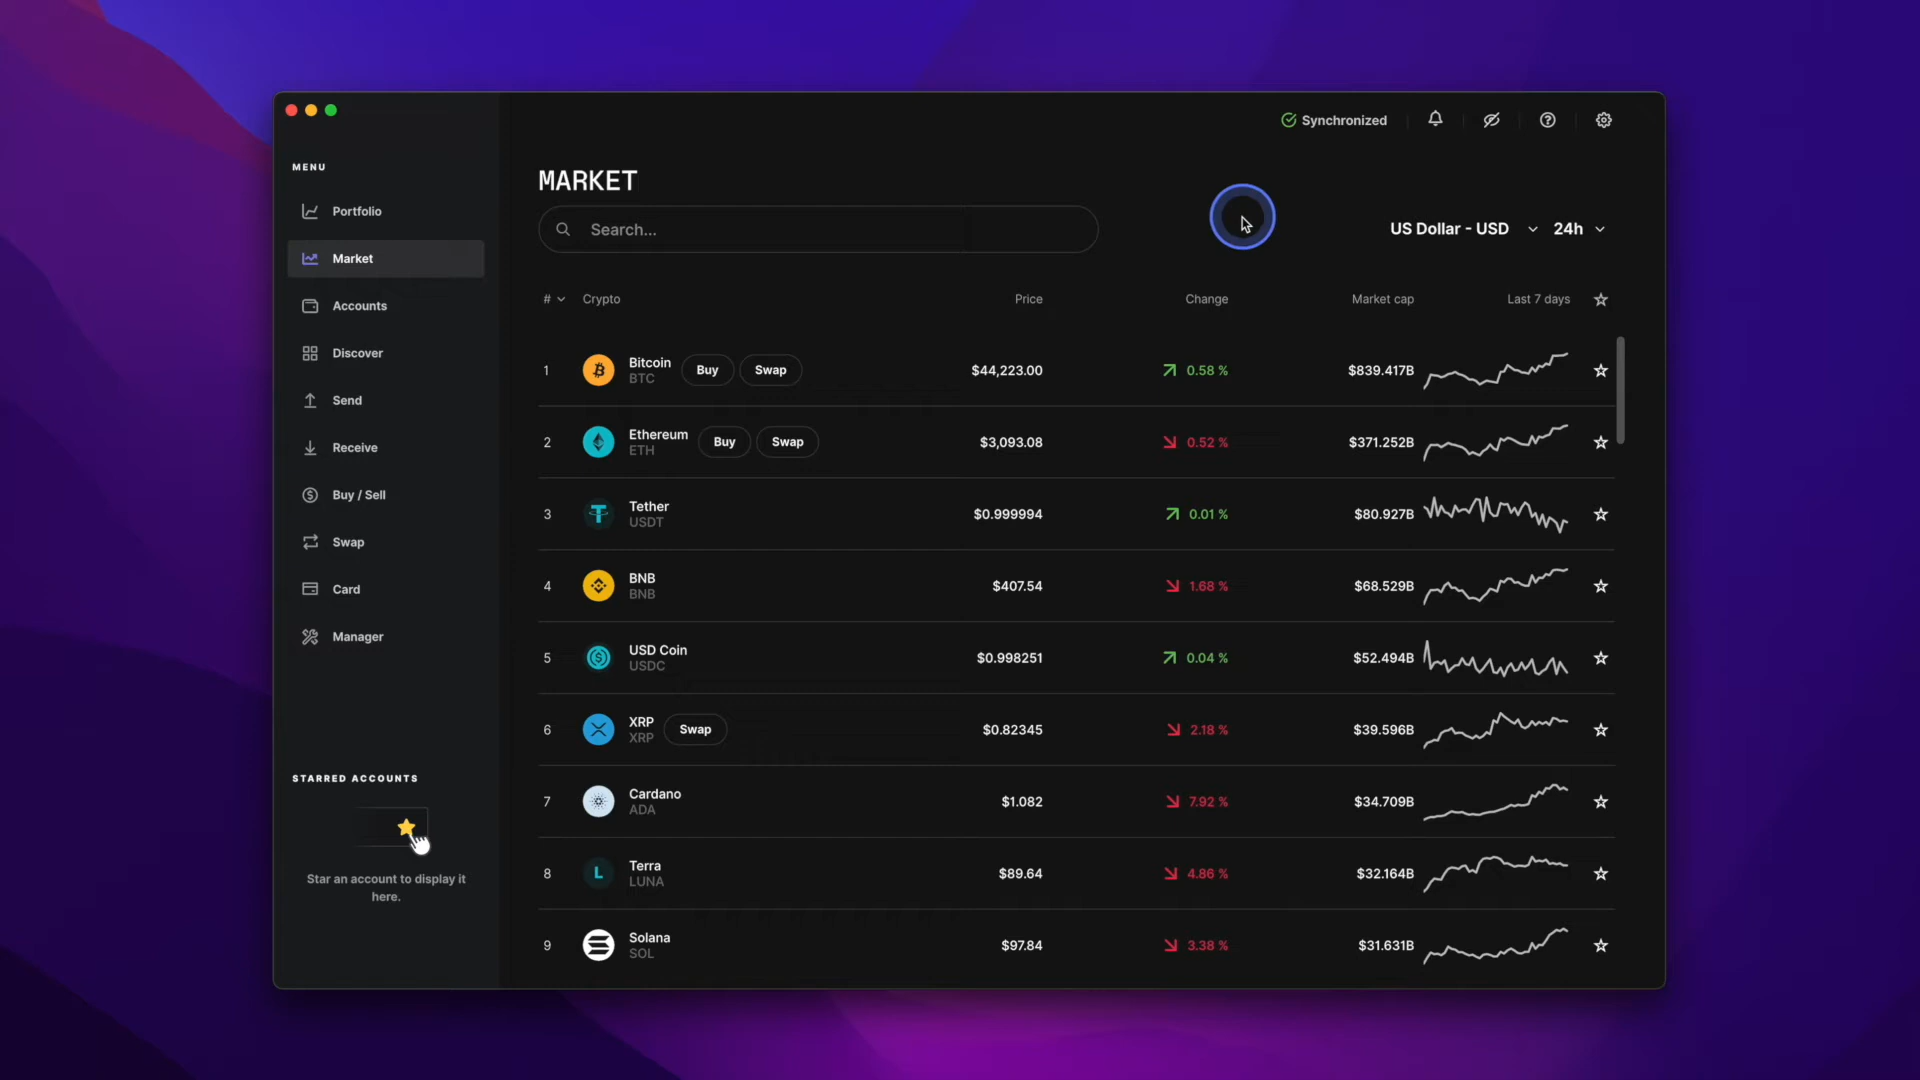 Synchronized
MENU
Portfolio
Market
Accounts
Discover
Send
Receive
Buy / Sell
Swap
Card
Manager
STARRED ACCOUNTS
Star an account to display it
here.
MARKET
Search...
US Dollar - USD 24h
# Crypto Price Change Market cap Last 7 days
1 Bitcoin BTC Buy Swap $44,223.00 0.58 % $839.417B
2 Ethereum ETH Buy Swap $3,093.08 0.52 % $371.252B
3 Tether USDT $0.999994 0.01 % $80.927B
4 BNB BNB $407.54 1.68 % $68.529B
5 USD Coin USDC $0.998251 0.04 % $52.494B
6 XRP XRP Swap $0.82345 2.18 % $39.596B
7 Cardano ADA $1.082 7.92 % $34.709B
8 L Terra LUNA $89.64 4.86 % $32.164B
9 Solana SOL $97.84 3.38 % $31.631B